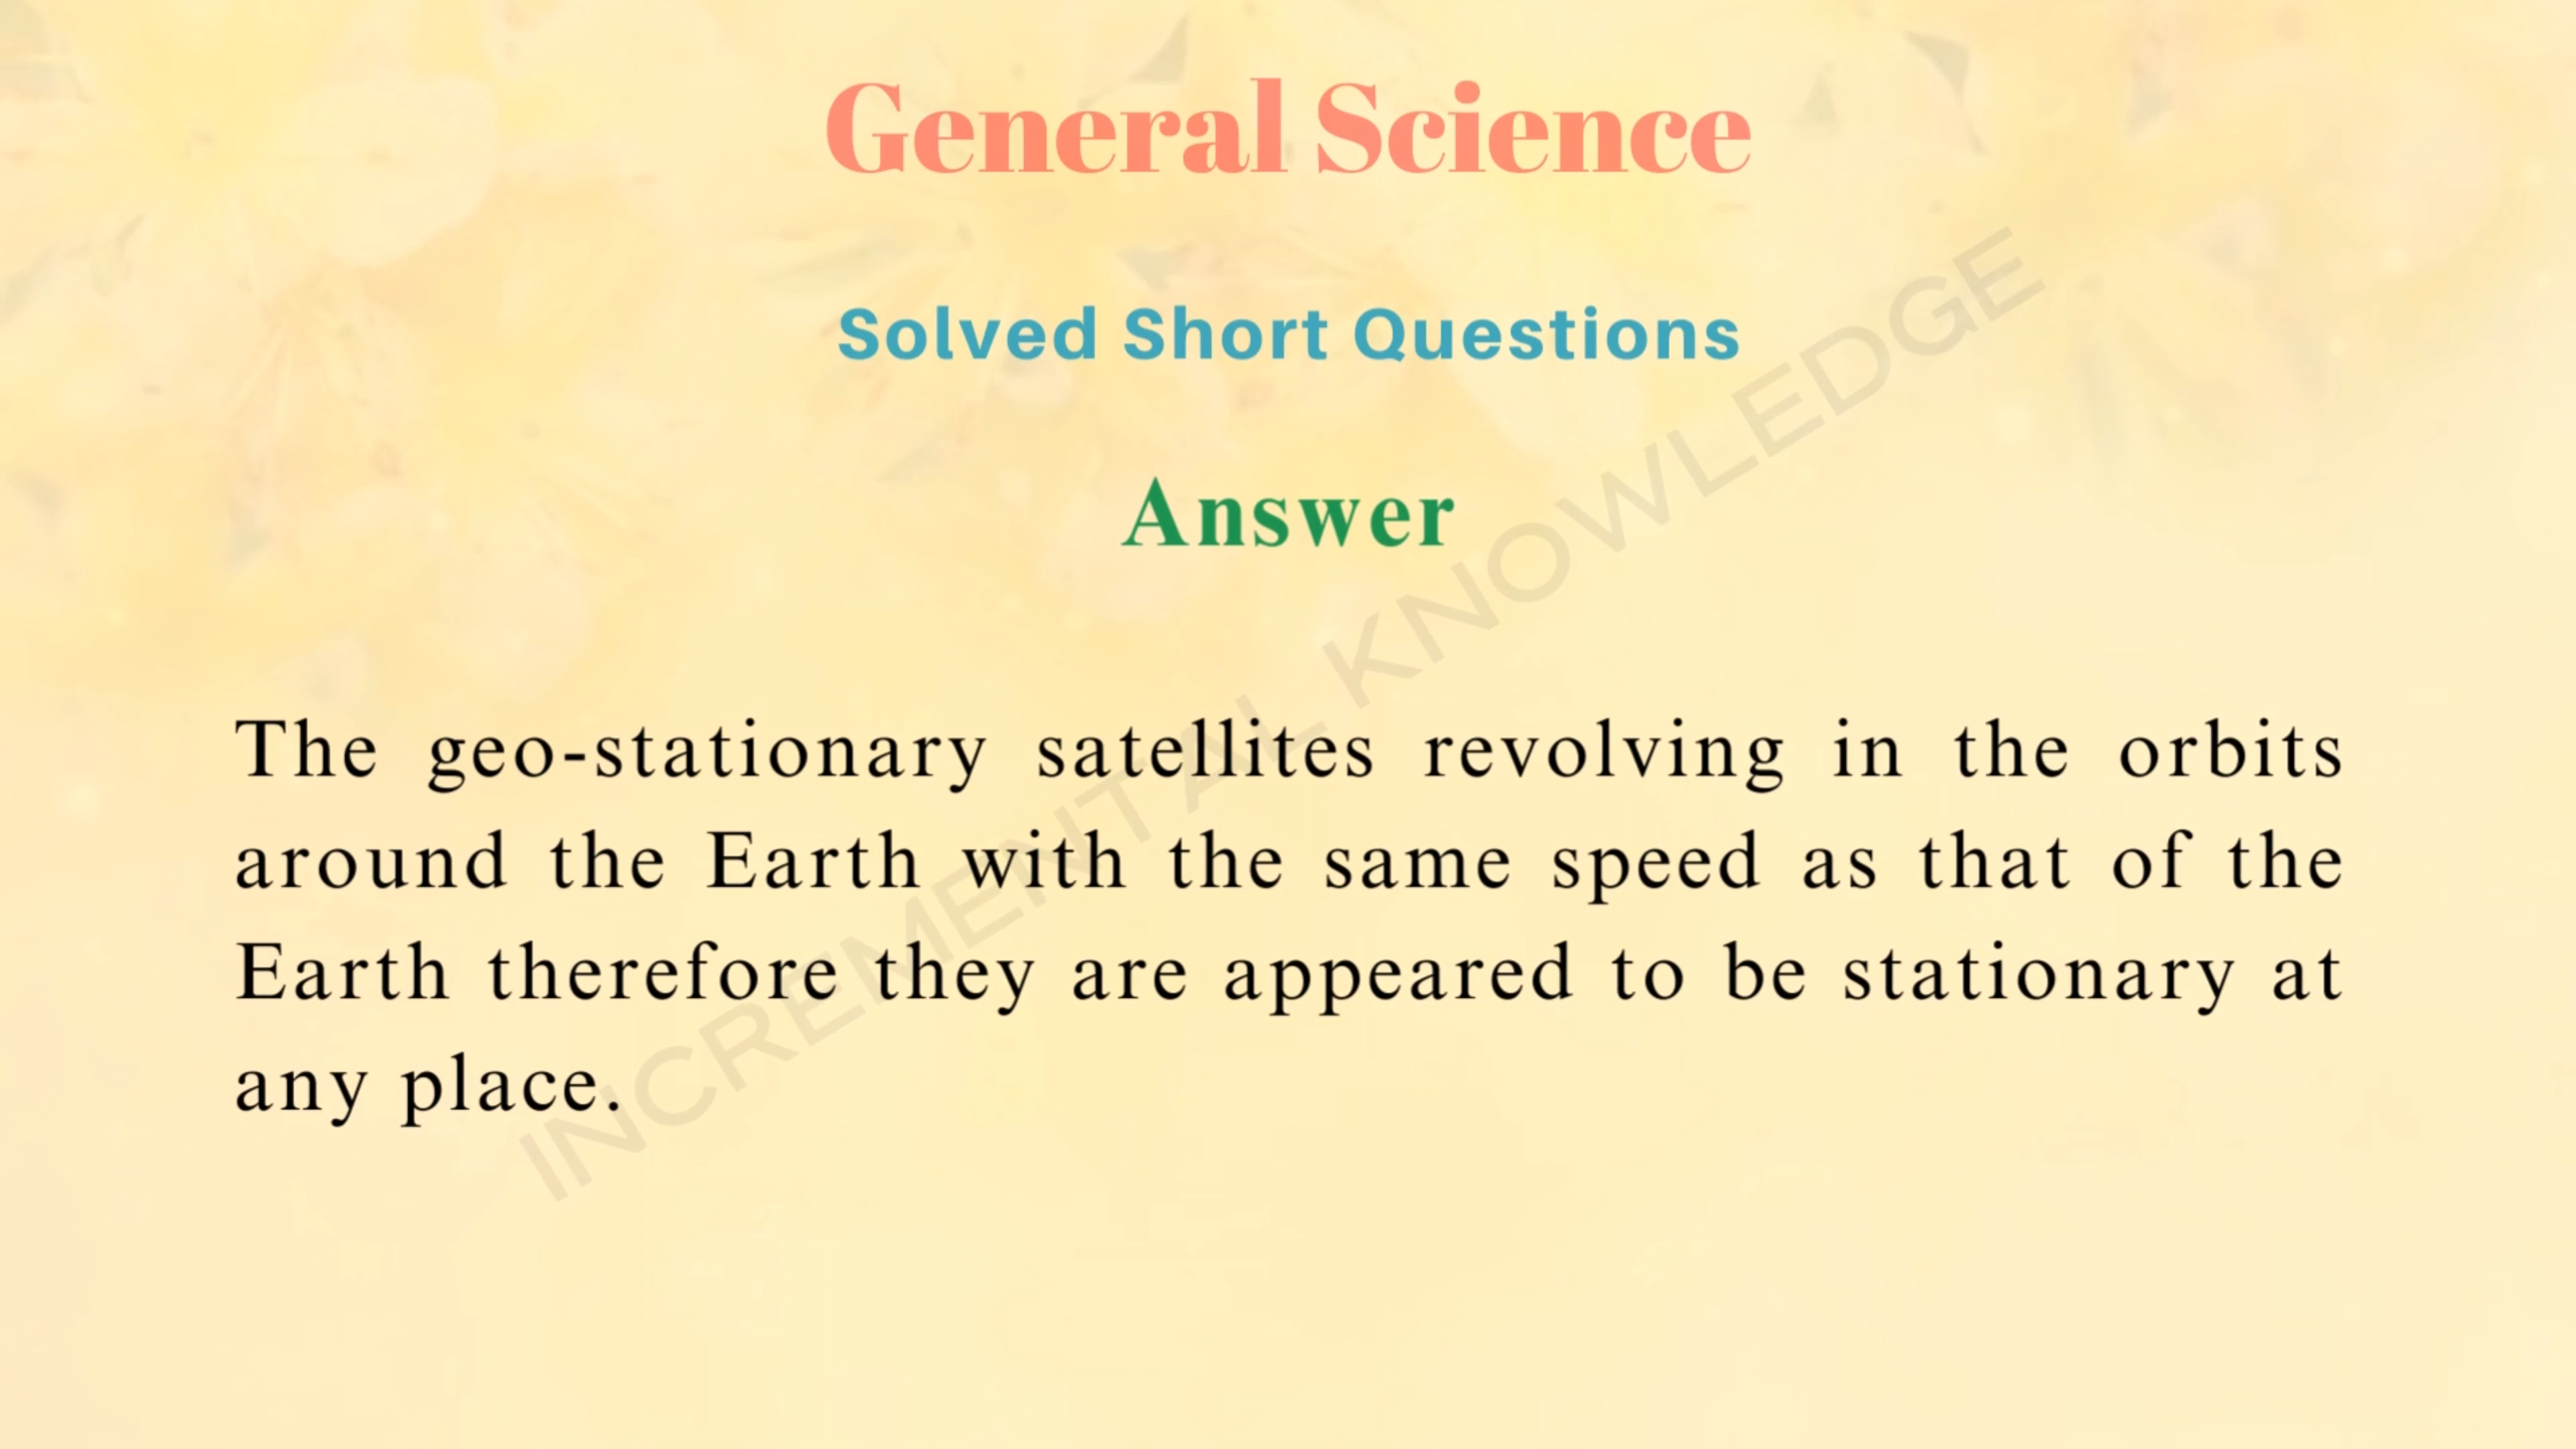 General Science
Solved Short Questions
Answer
The geo-stationary satellites revolving in the orbits
around the Earth with the same speed as that of the
Earth therefore they are appeared to be stationary at
any place.
INCREMENTAL KNOWLEDGE